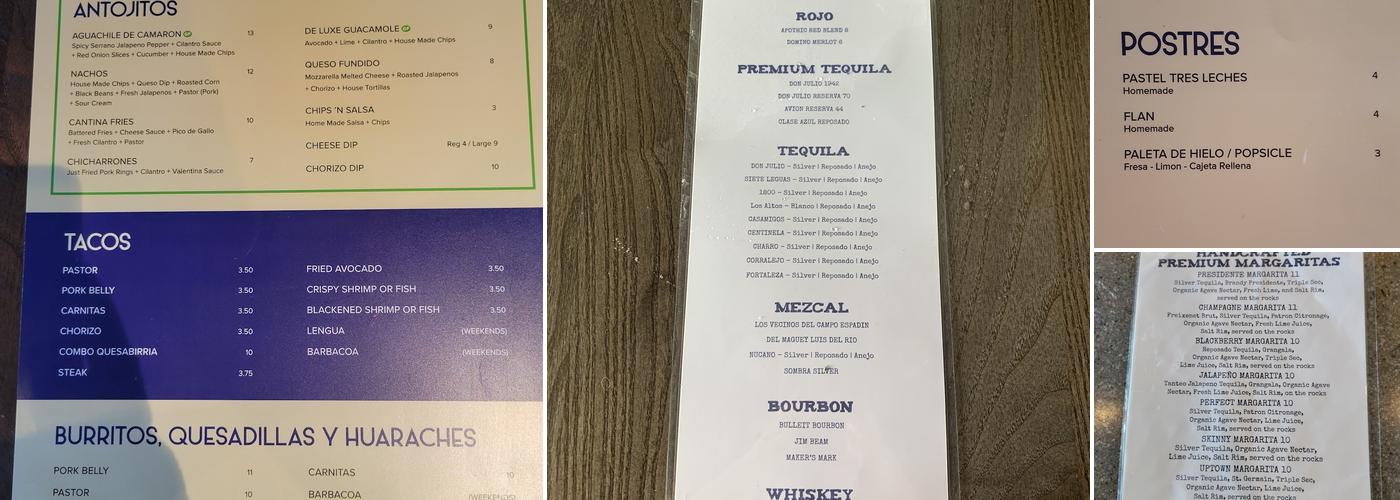 ANTOJITOS
AGUACHILE DE CAMARON GF 13
Spicy Serrano Jalapeno Pepper + Cilantro Sauce
+ Red Onion Slices + Cucumber + House Made Chips
NACHOS 12
House Made Chips + Queso Dip + Roasted Corn
+ Black Beans + Fresh Jalapenos + Pastor (Pork)
+ Sour Cream
CANTINA FRIES 10
Battered Fries + Cheese Sauce + Pico de Gallo
+ Fresh Cilantro + Pastor
CHICHARRONES 7
Just Fried Pork Rings + Cilantro + Valentina Sauce
DE LUXE GUACAMOLE GF 9
Avocado + Lime + Cilantro + House Made Chips
QUESO FUNDIDO 8
Mozzarella Melted Cheese + Roasted Jalapenos
+ Chorizo + House Tortillas
CHIPS 'N SALSA 3
Home Made Salsa + Chips
CHEESE DIP Reg 4 / Large 9
CHORIZO DIP 10
TACOS
PASTOR 3.50
PORK BELLY 3.50
CARNITAS 3.50
CHORIZO 3.50
COMBO QUESABIRRIA 10
STEAK 3.75
FRIED AVOCADO 3.50
CRISPY SHRIMP OR FISH 3.50
BLACKENED SHRIMP OR FISH 3.50
LENGUA (WEEKENDS)
BARBACOA (WEEKENDS)
BURRITOS, QUESADILLAS Y HUARACHES
PORK BELLY 11
PASTOR 10
CARNITAS 10
BARBACOA (WEEKENDS)
ROJO
APOTHIC RED BLEND 8
DOMINO MERLOT 6
PREMIUM TEQUILA
DON JULIO 1942
DON JULIO RESERVA 70
AVION RESERVA 44
CLASE AZUL REPOSADO
TEQUILA
DON JULIO - Silver | Reposado | Anejo
SIETE LEGUAS - Silver | Reposado | Anejo
1800 - Silver | Reposado | Anejo
Los Altos - Blanco | Reposado | Anejo
CASAMIGOS - Silver | Reposado | Anejo
CENTINELA - Silver | Reposado | Anejo
CHARRO - Silver | Reposado | Anejo
CORRALEJO - Silver | Reposado | Anejo
FORTALEZA - Silver | Reposado | Anejo
MEZCAL
LOS VECINOS DEL CAMPO ESPADIN
DEL MAGUEY LUIS DEL RIO
NUCANO - Silver | Reposado | Anejo
SOMBRA SILVER
BOURBON
BULLEIT BOURBON
JIM BEAM
MAKER'S MARK
WHISKEY
POSTRES
PASTEL TRES LECHES 4
Homemade
FLAN 4
Homemade
PALETA DE HIELO / POPSICLE 3
Fresa - Limon - Cajeta Rellena
HANDCRAFTED
PREMIUM MARGARITAS
PRESIDENTE MARGARITA 11
Silver Tequila, Brandy Presidente, Triple Sec,
Organic Agave Nectar, Fresh Lime, and Salt Rim,
served on the rocks
CHAMPAGNE MARGARITA 11
Freixenet Brut, Silver Tequila, Patron Citronage,
Organic Agave Nectar, Fresh Lime Juice,
Salt Rim, served on the rocks
BLACKBERRY MARGARITA 10
Reposado Tequila, Grangala,
Organic Agave Nectar, Triple Sec,
Lime Juice, Salt Rim, served on the rocks
JALAPEÑO MARGARITA 10
Tanteo Jalapeno Tequila, Grangala, Organic Agave
Nectar, Fresh Lime Juice, Salt Rim, on the rocks
PERFECT MARGARITA 10
Silver Tequila, Patron Citronage,
Organic Agave Nectar, Lime Juice,
Salt Rim, served on the rocks
SKINNY MARGARITA 10
Silver Tequila, Organic Agave Nectar,
Lime Juice, Salt Rim, served on the rocks
UPTOWN MARGARITA 10
Silver Tequila, St. Germain, Triple Sec,
Organic Agave Nectar, Lime Juice,
Salt Rim, served on the rocks